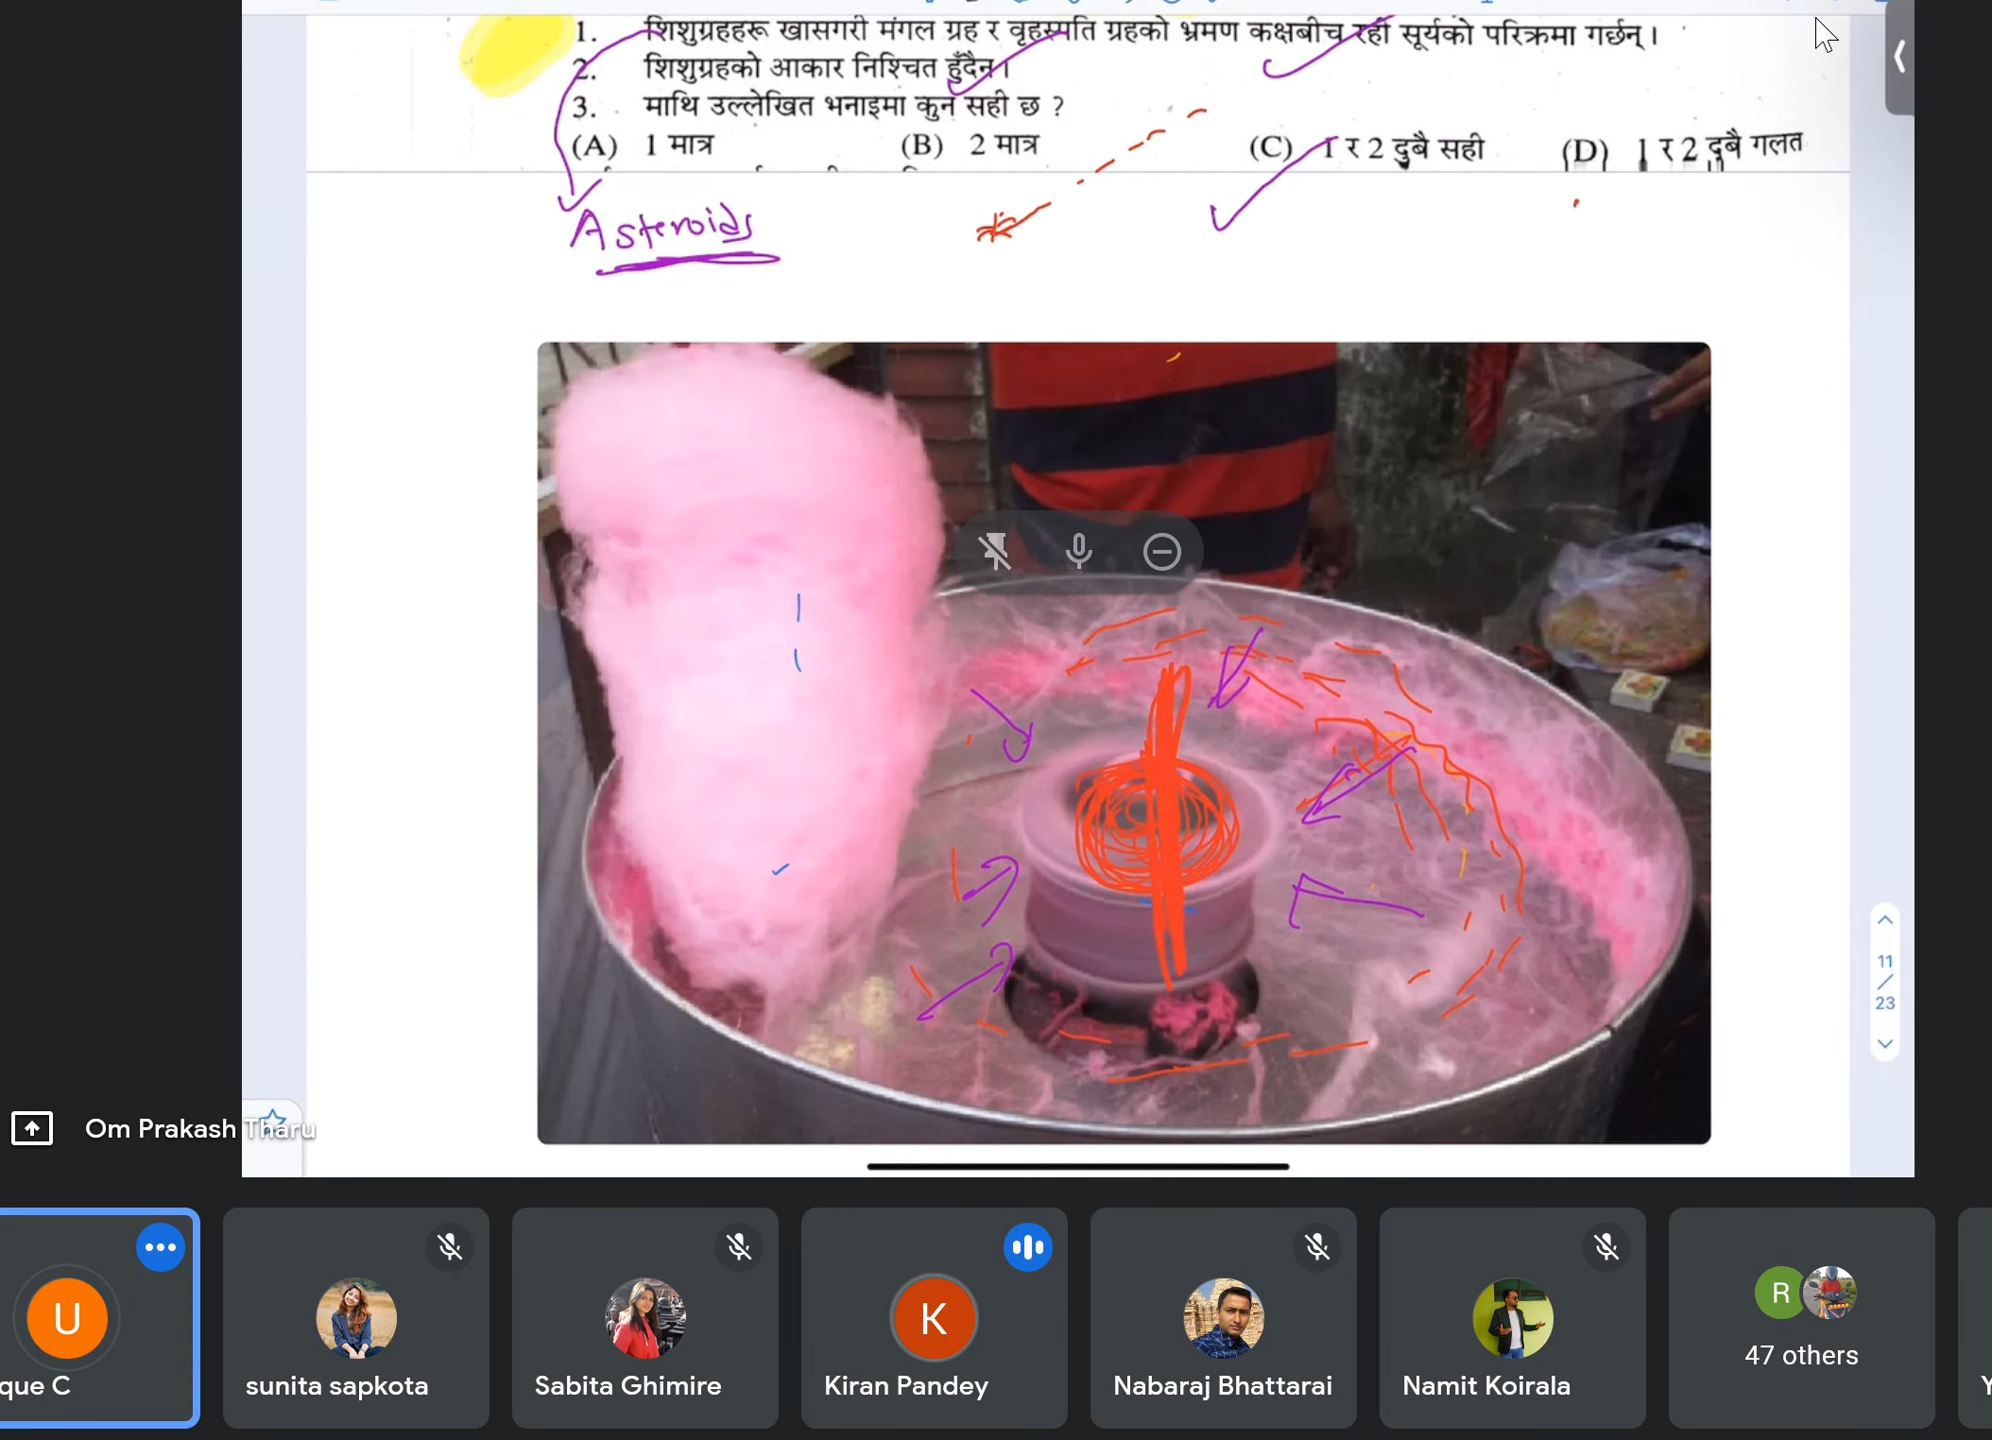 1. शिशुग्रहहरू खासगरी मंगल ग्रह र वृहस्पति ग्रहको भ्रमण कक्षबीच रही सूर्यको परिक्रमा गर्छन् ।
2. शिशुग्रहको आकार निश्चित हुँदैन ।
3. माथि उल्लेखित भनाइमा कुन सही छ ?
(A) 1 मात्र (B) 2 मात्र (C) 1 र 2 दुबै सही (D) 1 र 2 दुबै गलत
Asteroids
11
/
23
Om Prakash Tharu
U
K
R
47 others
que C
sunita sapkota
Sabita Ghimire
Kiran Pandey
Nabaraj Bhattarai
Namit Koirala
Y